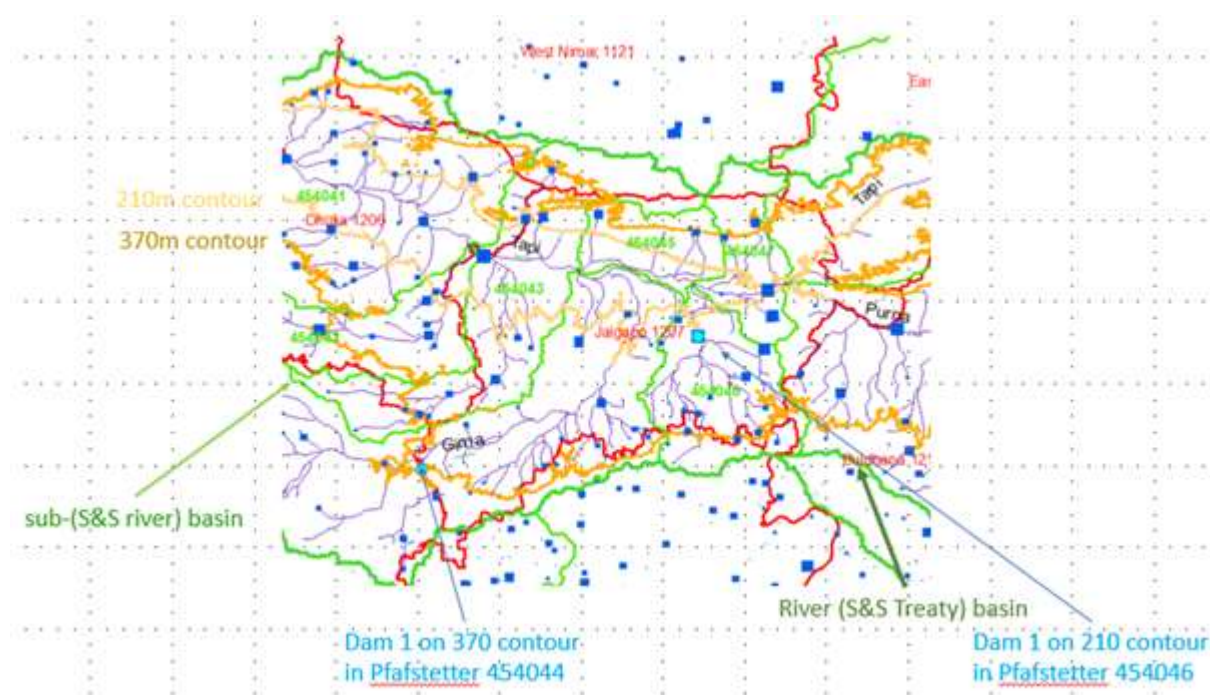 West Nimar, 1121
Eas
454041
210m contour
Tapi
Dhule 1206
454045
370m contour
Tapi
454043
Purna
Jalgaon 1207
454046
Girna
sub-(S&S river) basin
River (S&S Treaty) basin
Dam 1 on 370 contour
in Pfafstetter 454044
Dam 1 on 210 contour
in Pfafstetter 454046